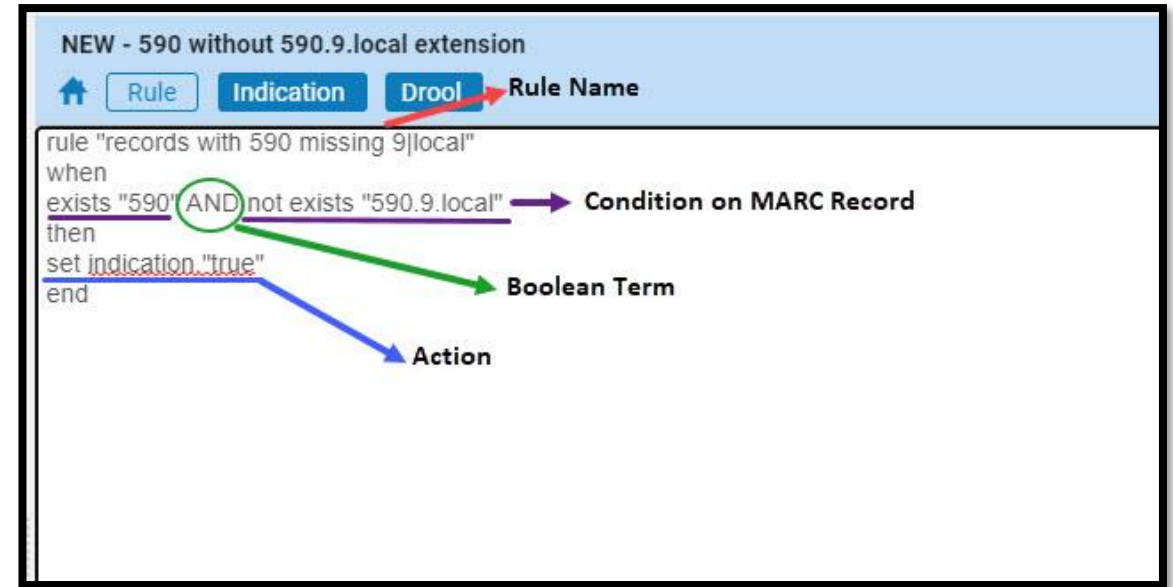 NEW - 590 without 590.9.local extension
Rule Indication Drool Rule Name
rule "records with 590 missing 9|local"
when
exists "590" AND not exists "590.9.local" Condition on MARC Record
then
set indication."true"
Boolean Term
end
Action